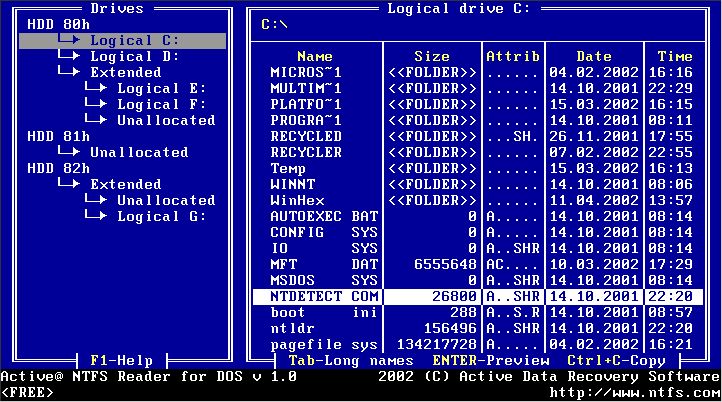 Drives
HDD 80h
Logical C:
Logical D:
Extended
Logical E:
Logical F:
Unallocated
HDD 81h
Unallocated
HDD 82h
Extended
Unallocated
Logical G:
F1-Help
Logical drive C:
C:\
Name Size Attrib Date Time
MICROS~1 <<FOLDER>> ...... 04.02.2002 16:16
MULTIM~1 <<FOLDER>> ...... 14.10.2001 22:29
PLATFO~1 <<FOLDER>> ...... 15.03.2002 16:15
PROGRA~1 <<FOLDER>> ...... 14.10.2001 08:11
RECYCLED <<FOLDER>> ...SH. 26.11.2001 17:55
RECYCLER <<FOLDER>> ...... 07.02.2002 22:55
Temp <<FOLDER>> ...... 15.03.2002 16:13
WINNT <<FOLDER>> ...... 14.10.2001 08:06
WinHex <<FOLDER>> ...... 11.04.2002 13:57
AUTOEXEC BAT 0 A..... 14.10.2001 08:14
CONFIG SYS 0 A..... 14.10.2001 08:14
IO SYS 0 A..SHR 14.10.2001 08:14
MFT DAT 6555648 AC.... 10.03.2002 17:29
MSDOS SYS 0 A..SHR 14.10.2001 08:14
NTDETECT COM 26800 A..SHR 14.10.2001 22:20
boot ini 288 A..S.R 14.10.2001 08:57
ntldr 156496 A..SHR 14.10.2001 22:20
pagefile sys 134217728 A..SH. 04.02.2002 16:21
Tab-Long names ENTER-Preview Ctrl+C-Copy
Active@ NTFS Reader for DOS v 1.0 2002 (C) Active Data Recovery Software
<FREE> http://www.ntfs.com